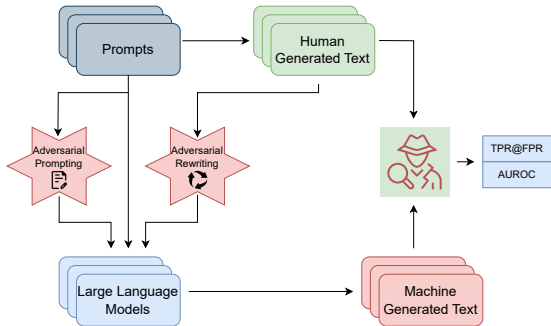 Prompts
Human
Generated Text
Adversarial
Prompting
Adversarial
Rewriting
TPR@FPR
AUROC
Large Language
Models
Machine
Generated Text